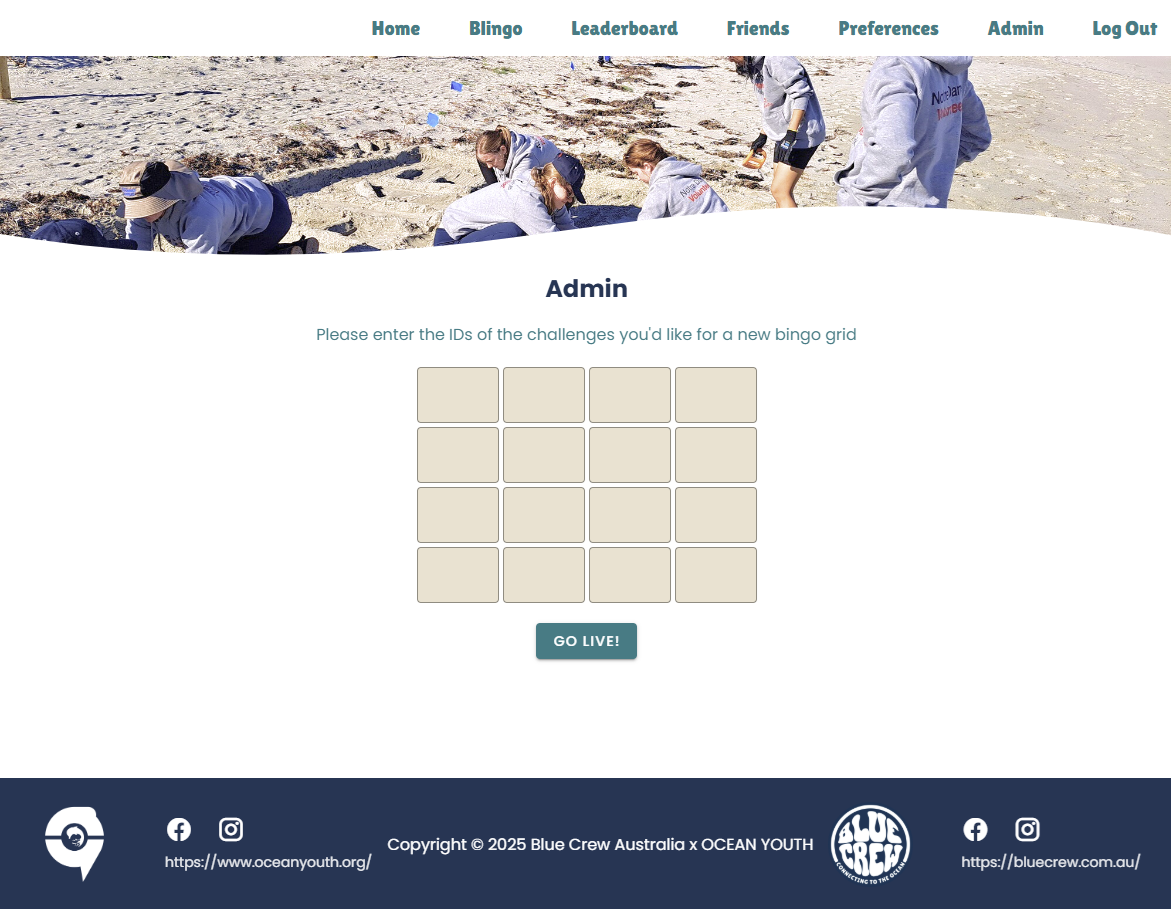 Home Blingo Leaderboard Friends Preferences Admin Log Out
Admin
Please enter the IDs of the challenges you'd like for a new bingo grid
GO LIVE!
https://www.oceanyouth.org/
Copyright © 2025 Blue Crew Australia x OCEAN YOUTH
BLUE
CREW
CONNECTING TO THE OCEAN
https://bluecrew.com.au/